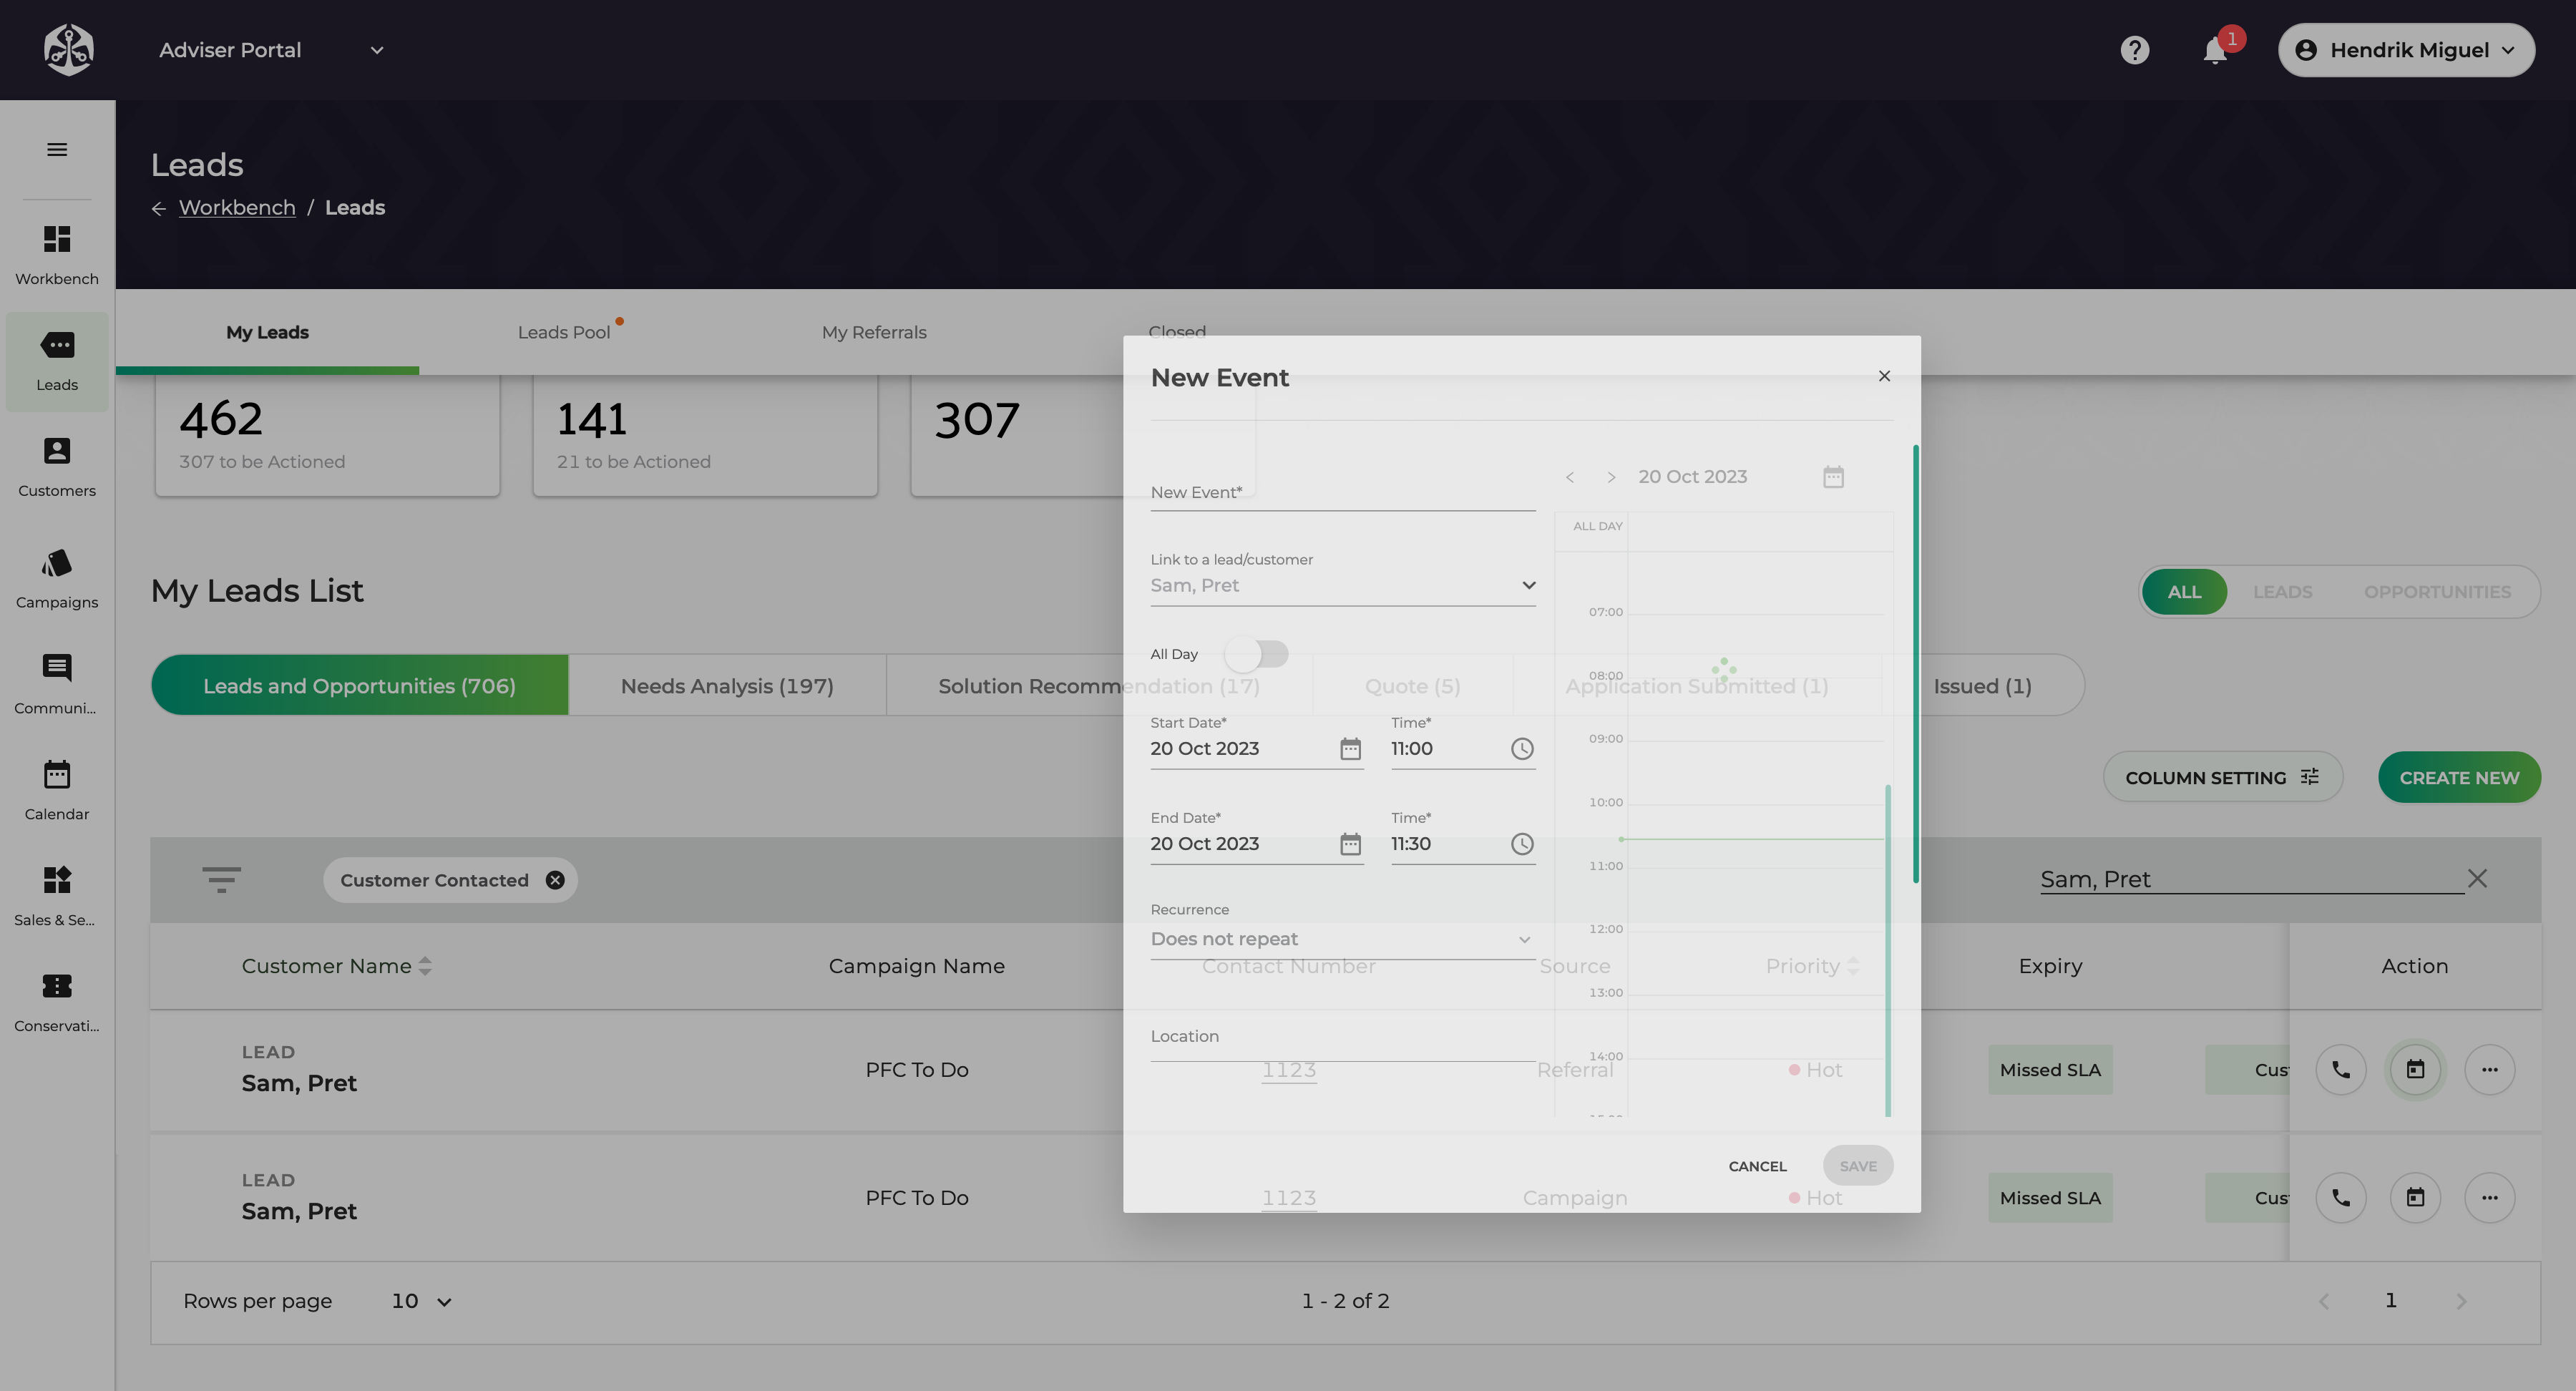 Adviser Portal
1
Hendrik Miguel
Leads
Workbench / Leads
Workbench
Leads
Customers
Campaigns
Communi...
Calendar
Sales & Se...
Conservati...
My Leads
Leads Pool
My Referrals
Closed
462
307 to be Actioned
141
21 to be Actioned
307
My Leads List
ALL
LEADS
OPPORTUNITIES
Leads and Opportunities (706)
Needs Analysis (197)
Solution Recommendation (17)
Quote (5)
Application Submitted (1)
Issued (1)
COLUMN SETTING
CREATE NEW
Customer Contacted
Sam, Pret
Customer Name
Campaign Name
Contact Number
Source
Priority
Expiry
Action
LEAD
Sam, Pret
PFC To Do
1123
Referral
Hot
Missed SLA
Cust
LEAD
Sam, Pret
PFC To Do
1123
Campaign
Hot
Missed SLA
Cust
Rows per page
10
1 - 2 of 2
1
New Event
New Event*
Link to a lead/customer
Sam, Pret
All Day
Start Date*
20 Oct 2023
Time*
11:00
End Date*
20 Oct 2023
Time*
11:30
Recurrence
Does not repeat
Location
20 Oct 2023
ALL DAY
07:00
08:00
09:00
10:00
11:00
12:00
13:00
14:00
CANCEL
SAVE